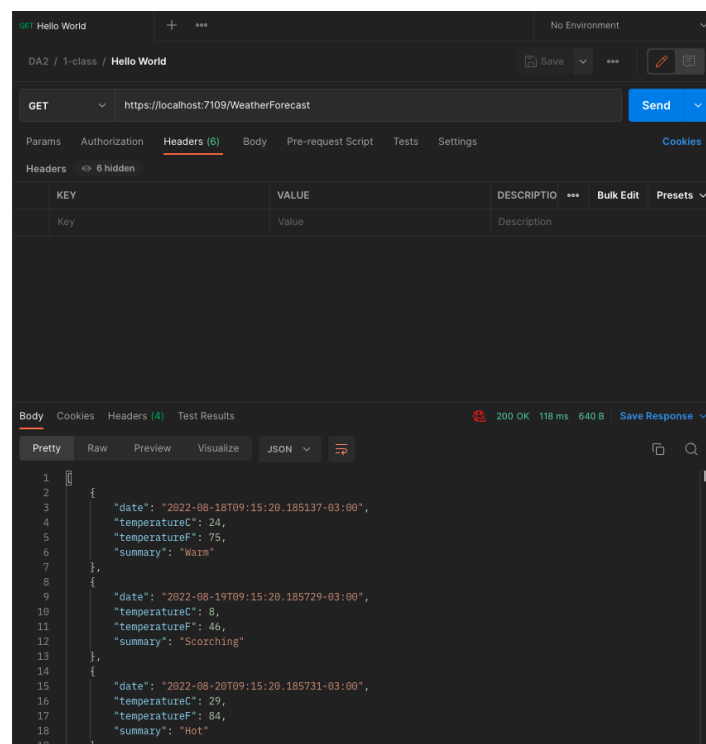 GET Hello World + ••• No Environment
DA2 / 1-class / Hello World Save •••
GET https://localhost:7109/WeatherForecast Send
Params Authorization Headers (6) Body Pre-request Script Tests Settings Cookies
Headers 6 hidden
KEY VALUE DESCRIPTIO ••• Bulk Edit Presets
Key Value Description
Body Cookies Headers (4) Test Results 200 OK 118 ms 640 B Save Response
Pretty Raw Preview Visualize JSON
1 [
2 {
3 "date": "2022-08-18T09:15:20.185137-03:00",
4 "temperatureC": 24,
5 "temperatureF": 75,
6 "summary": "Warm"
7 },
8 {
9 "date": "2022-08-19T09:15:20.185729-03:00",
10 "temperatureC": 8,
11 "temperatureF": 46,
12 "summary": "Scorching"
13 },
14 {
15 "date": "2022-08-20T09:15:20.185731-03:00",
16 "temperatureC": 29,
17 "temperatureF": 84,
18 "summary": "Hot"